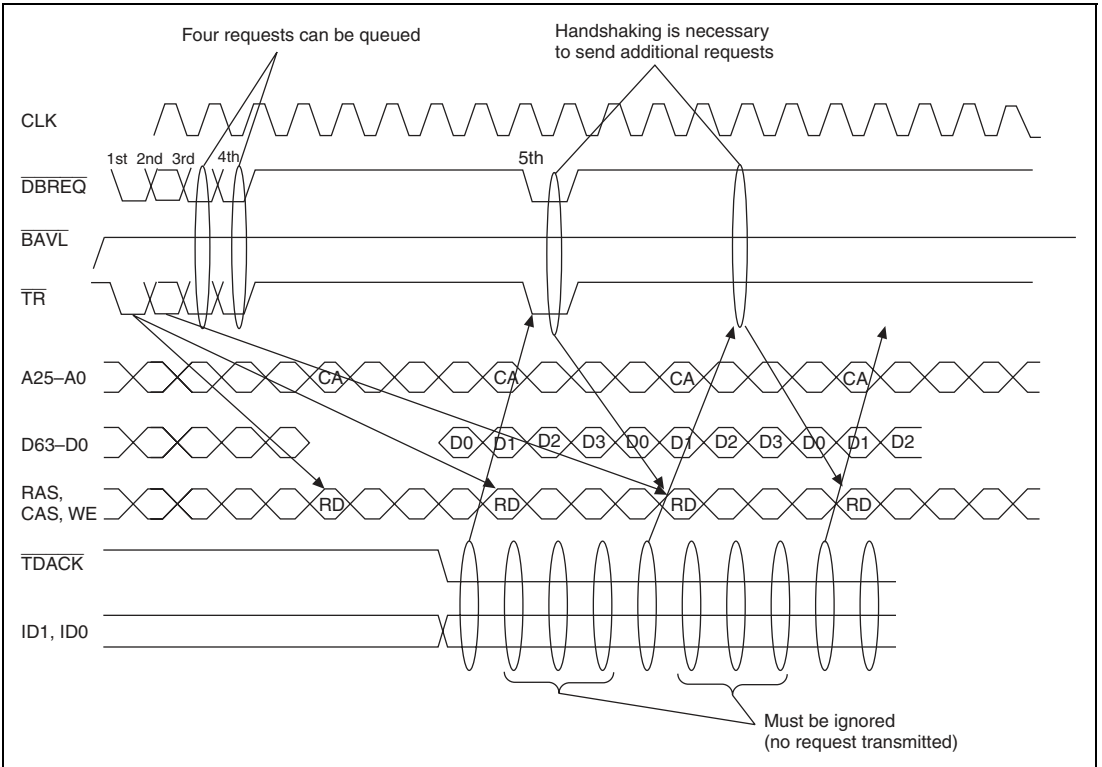 Four requests can be queued
Handshaking is necessary
to send additional requests
CLK
1st 2nd 3rd 4th 5th
DBREQ
BAVL
TR
A25–A0 CA CA CA CA
D63–D0 D0 D1 D2 D3 D0 D1 D2 D3 D0 D1 D2
RAS,
CAS, WE RD RD RD RD
TDACK
ID1, ID0
Must be ignored
(no request transmitted)